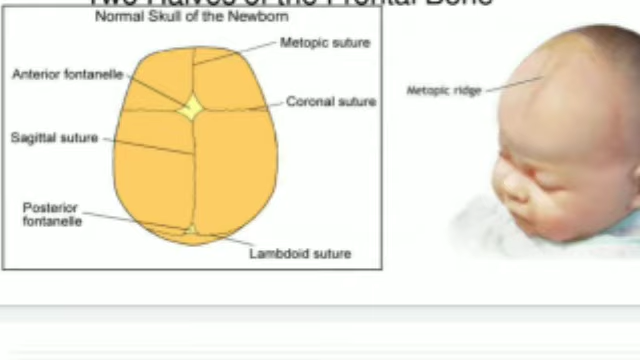 Two Halves of the Frontal Bone
Normal Skull of the Newborn
Metopic suture
Anterior fontanelle
Coronal suture
Sagittal suture
Posterior
fontanelle
Lambdoid suture
Metopic ridge